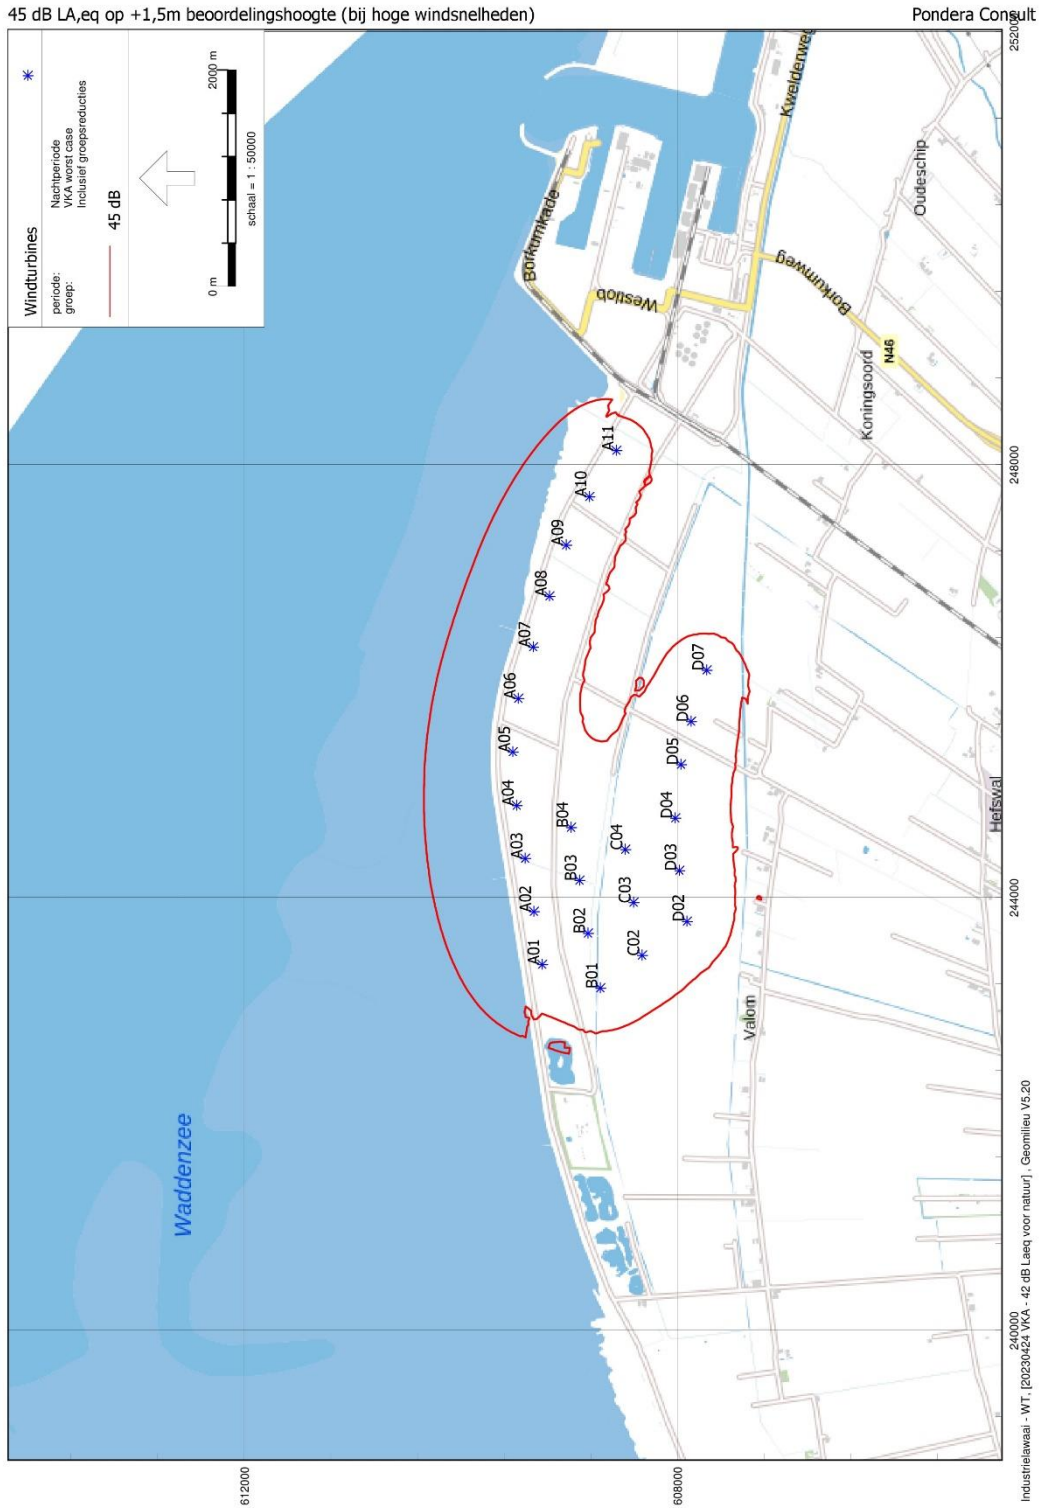 45 dB LA,eq op +1,5m beoordelingshoogte (bij hoge windsnelheden)
Pondera Consult
Windturbines
periode: Nachtperiode
groep: VKA worst case
Inclusief groepsreducties
45 dB
0 m
2000 m
schaal = 1 : 50000
252000
248000
244000
240000
612000
608000
Waddenzee
Borkumkade
Westlob
Kwelderweg
Borkumweg
Oudeschip
Koningsoord
N46
Hefswal
Valom
A01
A02
A03
A04
A05
A06
A07
A08
A09
A10
A11
B01
B02
B03
B04
C02
C03
C04
D02
D03
D04
D05
D06
D07
Industrielawaai - WT, [20230424 VKA - 42 dB Laeq voor natuur] , Geomilieu V5.20